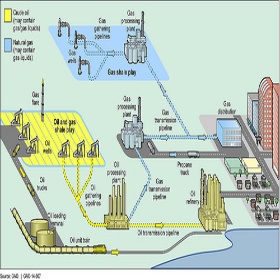 Crude oil
(may contain
gas/gas liquids)
Natural gas
(may contain
gas liquids)
Gas
gathering
pipelines
Gas
processing
plant
Gas
wells
Gas shale play
Gas
flare
Gas
transmission
pipeline
Gas
processing
plant
Gas
distribution
Oil and gas
shale play
Oil wells
Propane
truck
Oil
trucks
Oil
gathering
pipelines
Oil
processing
plant
Gas
transmission
pipeline
Oil
refinery
Oil loading
terminal
Oil unit train
Oil transmission pipeline
Source: GAO. | GAO-14-667